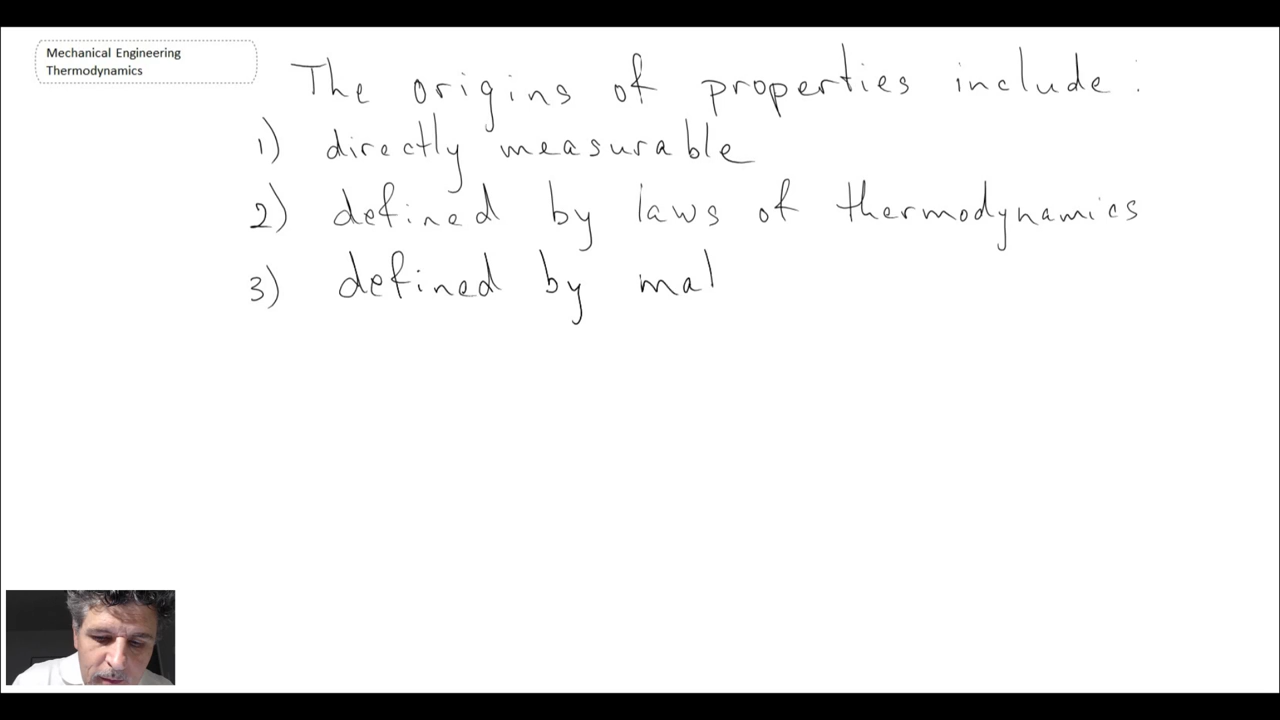 Mechanical Engineering
Thermodynamics
The origins of properties include:
1) directly measurable
2) defined by laws of thermodynamics
3) defined by mal